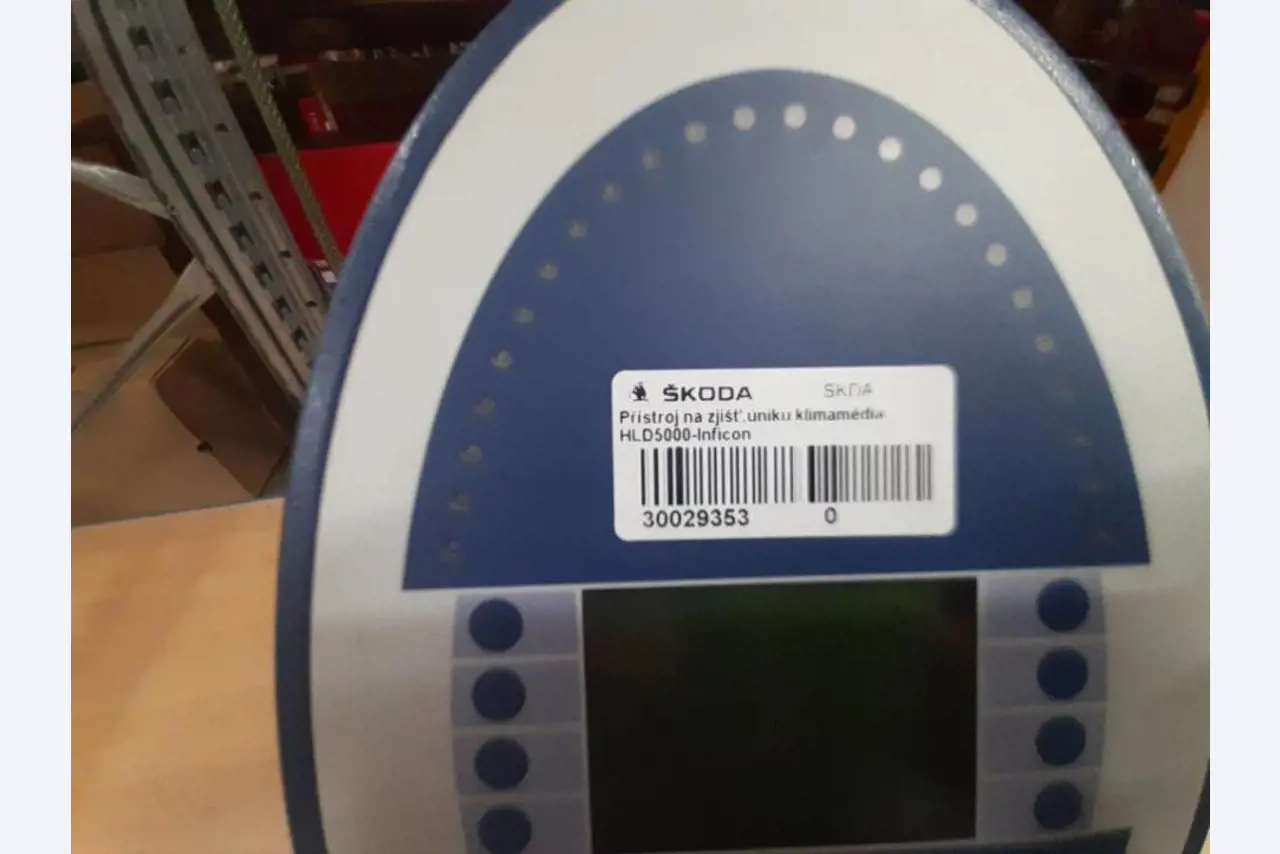 ŠKODA SKDA
Přístroj na zjišť.úniku klimamédia
HLD5000-Inficon
30029353 0